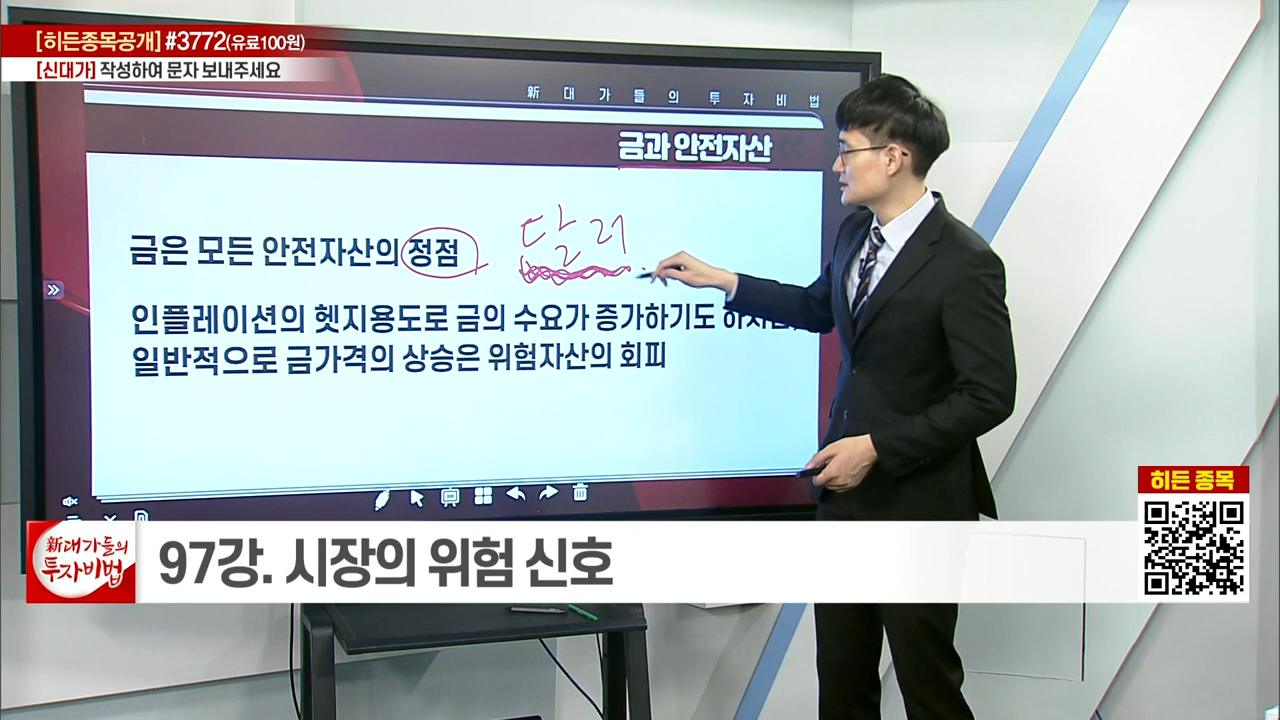 [히든종목공개] #3772(유료100원)
[신대가] 작성하여 문자 보내주세요
新대가들의투자비법
금과 안전자산
금은 모든 안전자산의 정점
달러
인플레이션의 헷지용도로 금의 수요가 증가하기도
일반적으로 금가격의 상승은 위험자산의 회피
히든 종목
新대가들의
투자비법
97강. 시장의 위험 신호